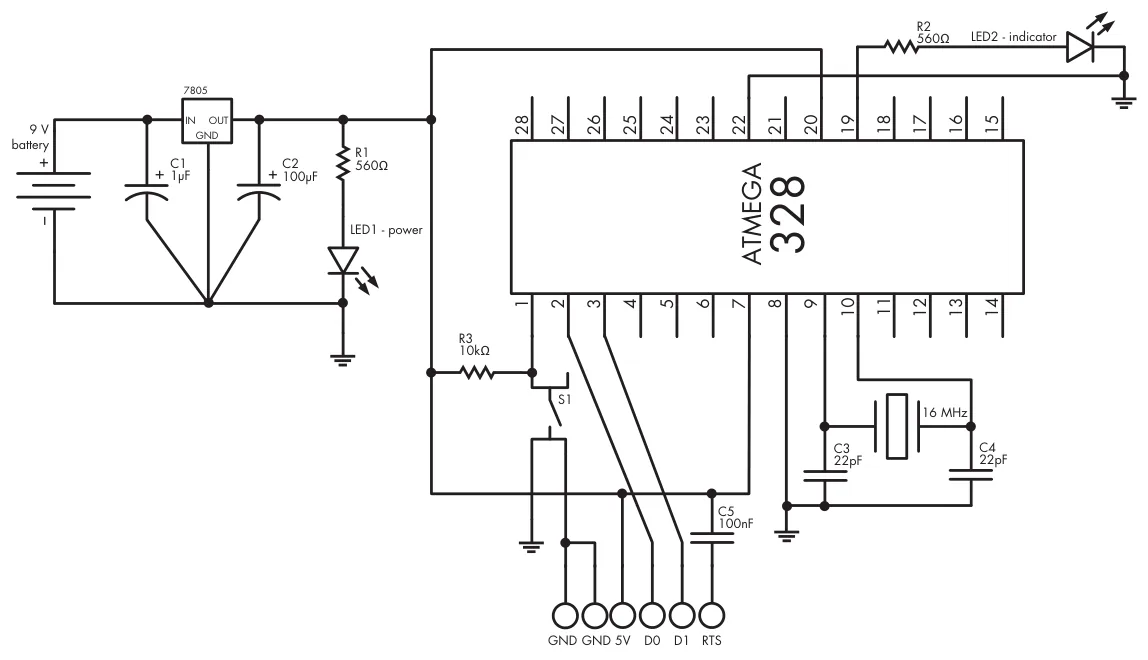 R2
560Ω
LED2 - indicator
7805
IN OUT
GND
9 V
battery
+
-
+
C1
1µF
+
C2
100µF
R1
560Ω
LED1 - power
28
27
26
25
24
23
22
21
20
19
18
17
16
15
ATMEGA
328
1
2
3
4
5
6
7
8
9
10
11
12
13
14
R3
10kΩ
S1
16 MHz
C3
22pF
C4
22pF
C5
100nF
GND GND 5V D0 D1 RTS